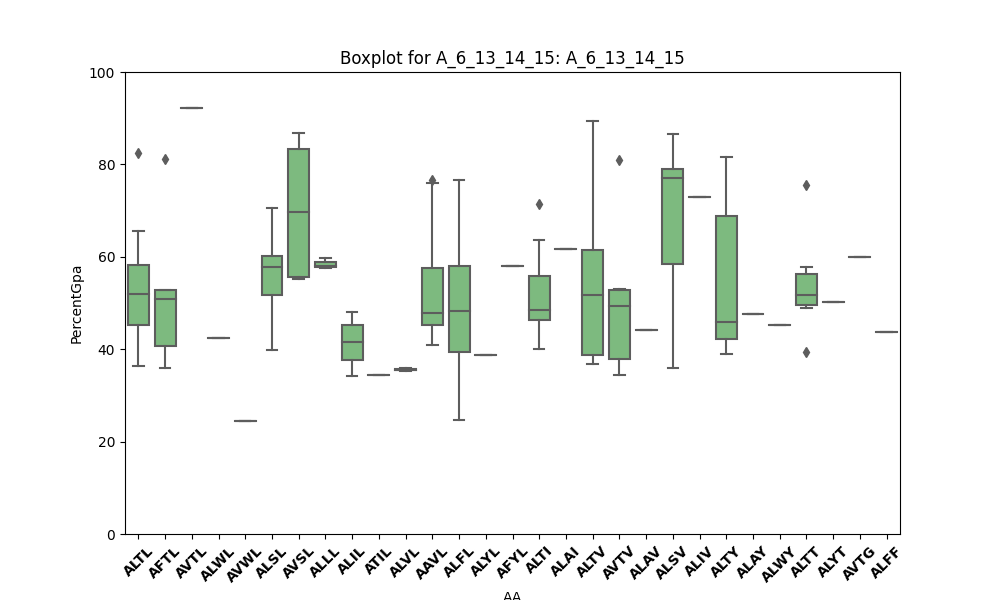 Boxplot for A_6_13_14_15: A_6_13_14_15
100
80
60
40
20
0
PercentGpa
ALTL AFTL AVTL ALWL AVWL ALSL AVSL ALLL ALIL ATIL ALVL AAVL ALFL ALYL AFYL ALTI ALAI ALTV AVTV ALAV ALSV ALIV ALTY ALAY ALWY ALTT ALYT AVTG ALFF
AA